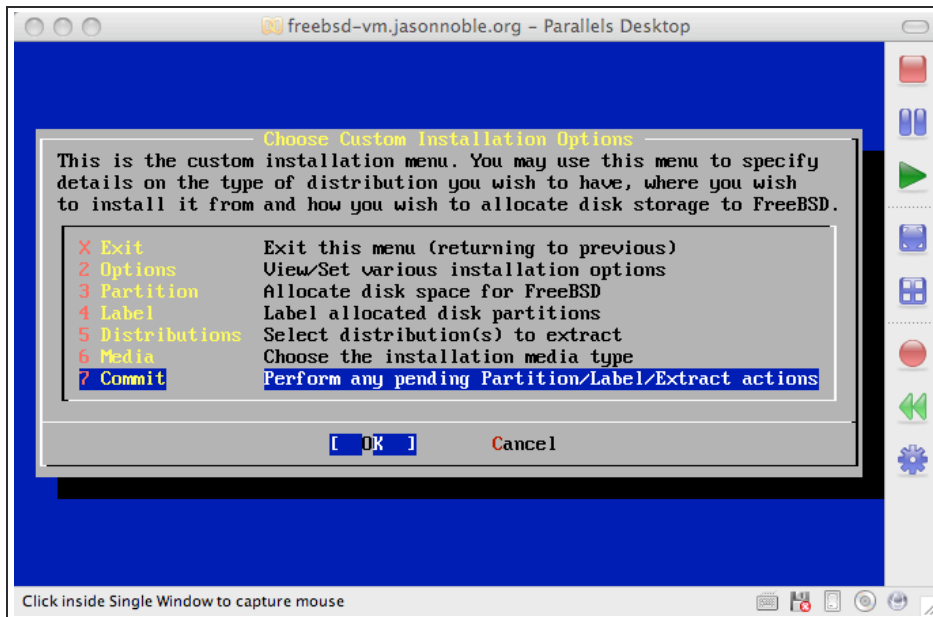 freebsd-vm.jasonnoble.org - Parallels Desktop
Choose Custom Installation Options
This is the custom installation menu. You may use this menu to specify
details on the type of distribution you wish to have, where you wish
to install it from and how you wish to allocate disk storage to FreeBSD.
X Exit Exit this menu (returning to previous)
2 Options View/Set various installation options
3 Partition Allocate disk space for FreeBSD
4 Label Label allocated disk partitions
5 Distributions Select distribution(s) to extract
6 Media Choose the installation media type
7 Commit Perform any pending Partition/Label/Extract actions
[ OK ] Cancel
Click inside Single Window to capture mouse